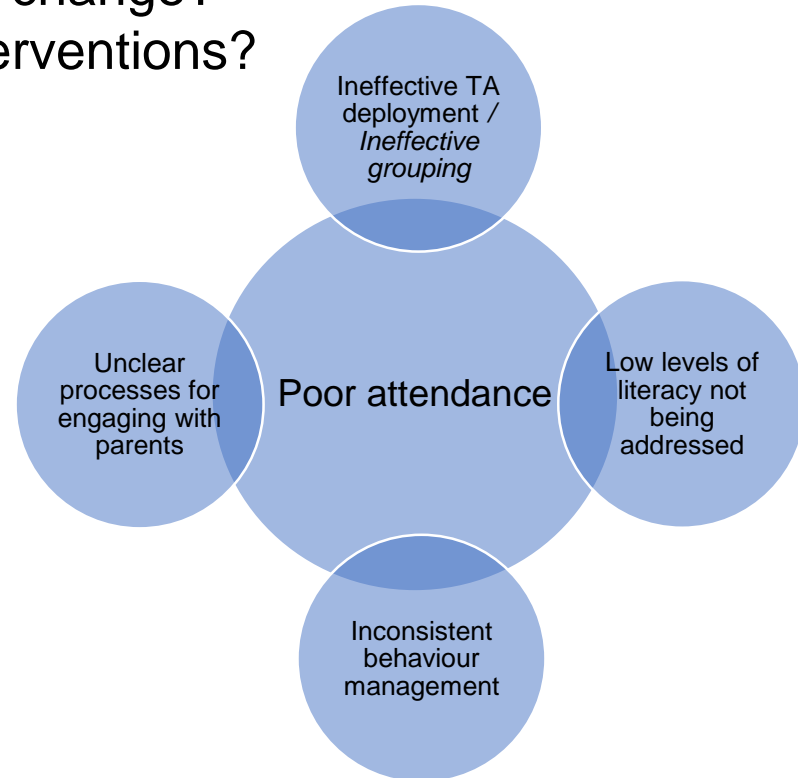 change?
erventions?
Ineffective TA
deployment /
Ineffective
grouping
Unclear
processes for
engaging with
parents
Poor attendance
Low levels of
literacy not
being
addressed
Inconsistent
behaviour
management